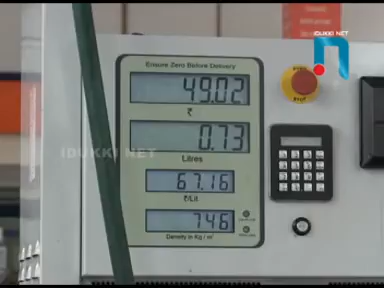 IDUKKI NET
Ensure Zero Before Delivery
49.02
₹
0.73
Litres
IDUKKI NET
67.16
₹/Lit
746
Density in Kg / m³